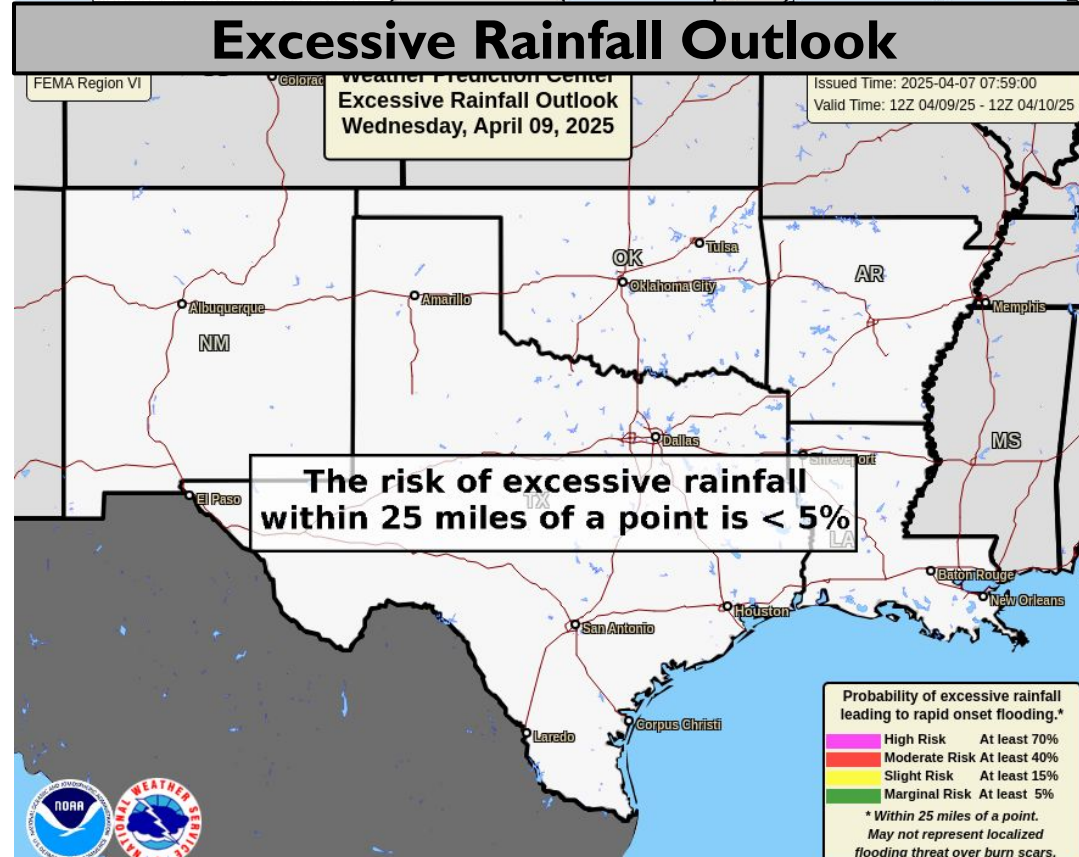 Excessive Rainfall Outlook
FEMA Region VI
Weather Prediction Center
Excessive Rainfall Outlook
Wednesday, April 09, 2025
Issued Time: 2025-04-07 07:59:00
Valid Time: 12Z 04/09/25 - 12Z 04/10/25
Colorad
Tulsa
OK
Oklahoma City
AR
Amarillo
Albuquerque
Memphis
NM
Dallas
MS
Shreveport
The risk of excessive rainfall
within 25 miles of a point is < 5%
El Paso
TX
LA
Baton Rouge
New Orleans
Houston
San Antonio
Corpus Christi
Laredo
Probability of excessive rainfall
leading to rapid onset flooding.*
High Risk At least 70%
Moderate Risk At least 40%
Slight Risk At least 15%
Marginal Risk At least 5%
* Within 25 miles of a point.
May not represent localized
flooding threat over burn scars.
NOAA
NATIONAL WEATHER SERVICE